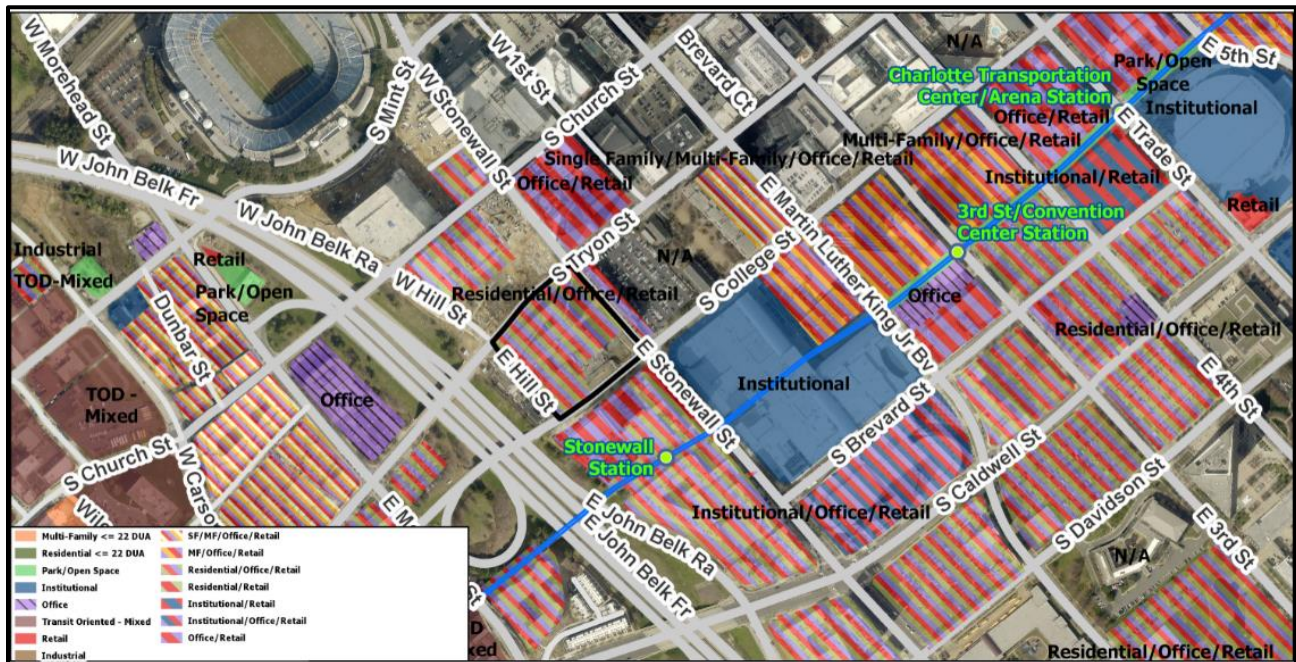 W Morehead St
W John Belk Fr
W John Belk Ra
W Hill St
S Mint St
W Stonewall St
W 1st St
S Church St
Brevard Ct
N/A
Park/Open
Space
E 5th St
Charlotte Transportation
Center/Arena Station
Institutional
Office/Retail
E Trade St
Multi-Family/Office/Retail
Single Family/Multi-Family/Office/Retail
Office/Retail
Institutional/Retail
Retail
3rd St/Convention
Center Station
E Martin Luther King Jr Bv
S Tryon St
N/A
S College St
Office
Residential/Office/Retail
Residential/Office/Retail
Industrial
TOD-Mixed
Retail
Park/Open
Space
Dunbar St
TOD -
Mixed
Office
E Hill St
E Stonewall St
Institutional
S Brevard St
E 4th St
S Church St
W Carso
Stonewall
Station
S Caldwell St
S Davidson St
Institutional/Office/Retail
E John Belk Ra
E John Belk Fr
E 3rd St
N/A
E M
St
Residential/Office/Retail
Multi-Family <= 22 DUA
Residential <= 22 DUA
Park/Open Space
Institutional
Office
Transit Oriented - Mixed
Retail
Industrial
SF/MF/Office/Retail
MF/Office/Retail
Residential/Office/Retail
Residential/Retail
Institutional/Retail
Institutional/Office/Retail
Office/Retail